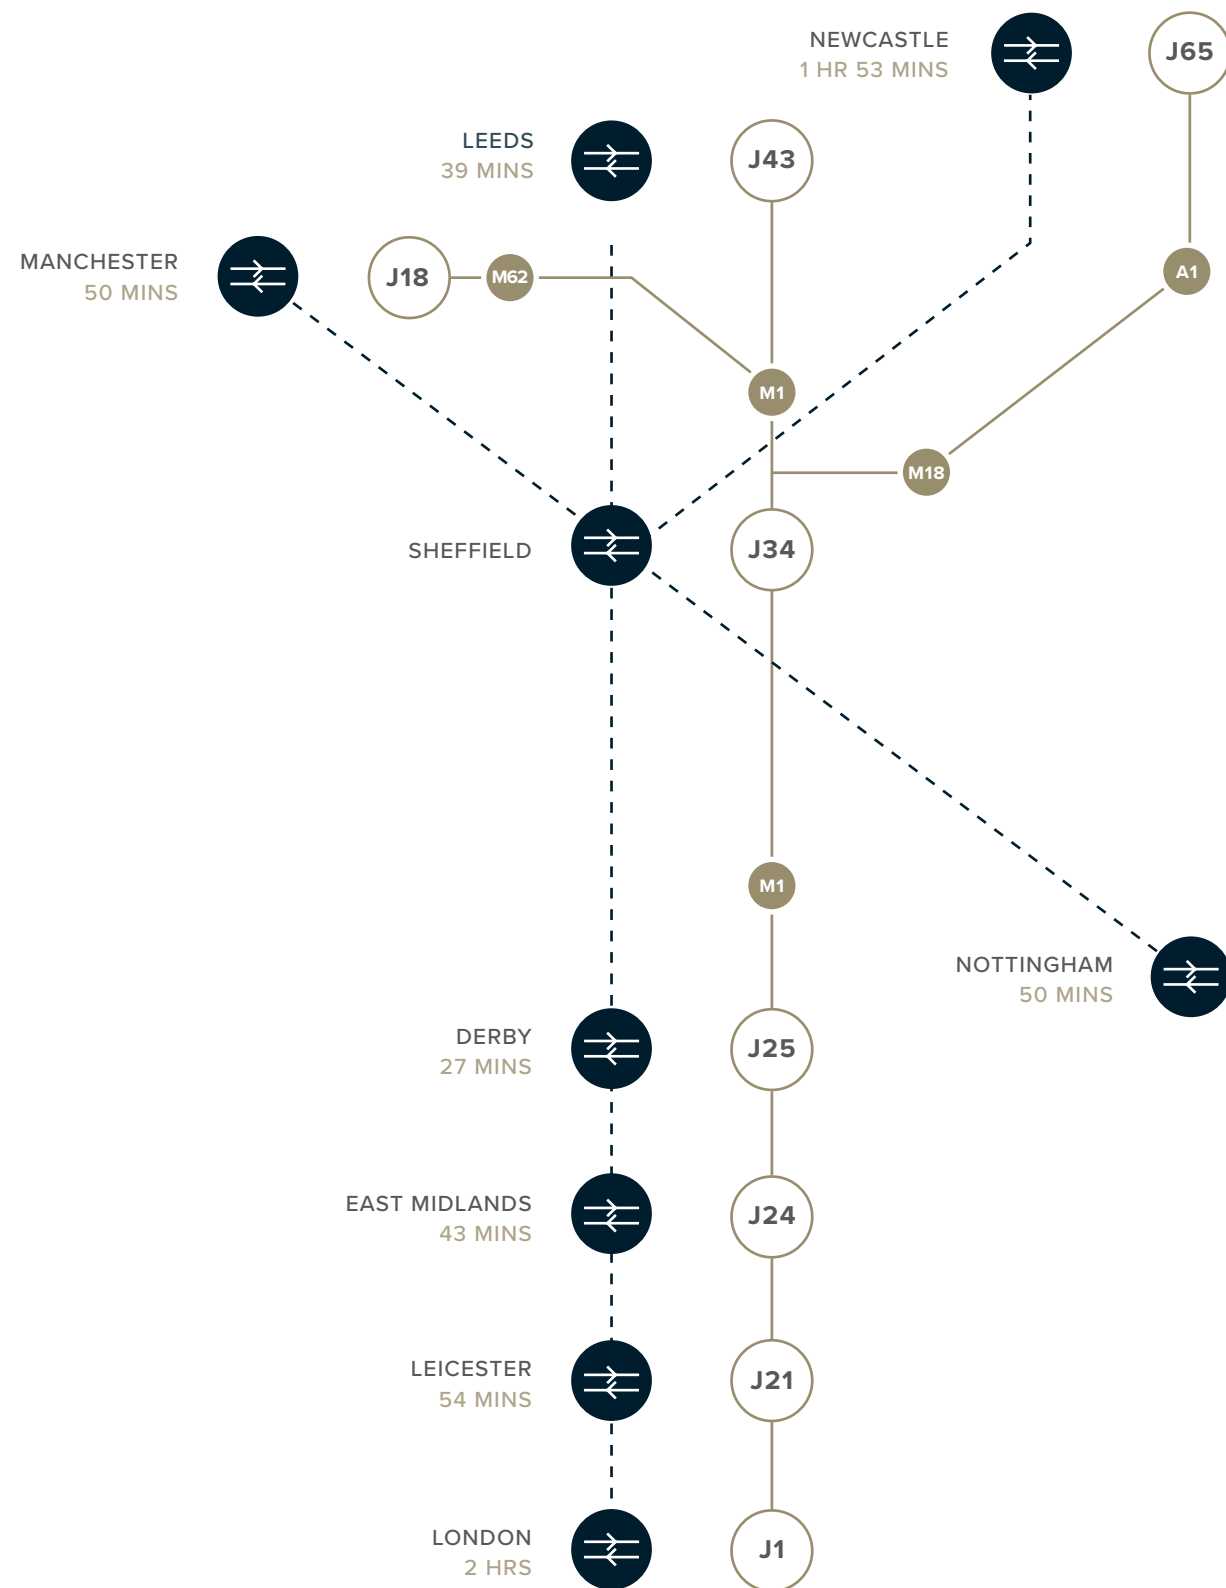 NEWCASTLE
1 HR 53 MINS
J65
LEEDS
39 MINS
J43
MANCHESTER
50 MINS
J18
M62
A1
M1
M18
SHEFFIELD
J34
M1
NOTTINGHAM
50 MINS
DERBY
27 MINS
J25
EAST MIDLANDS
43 MINS
J24
LEICESTER
54 MINS
J21
LONDON
2 HRS
J1